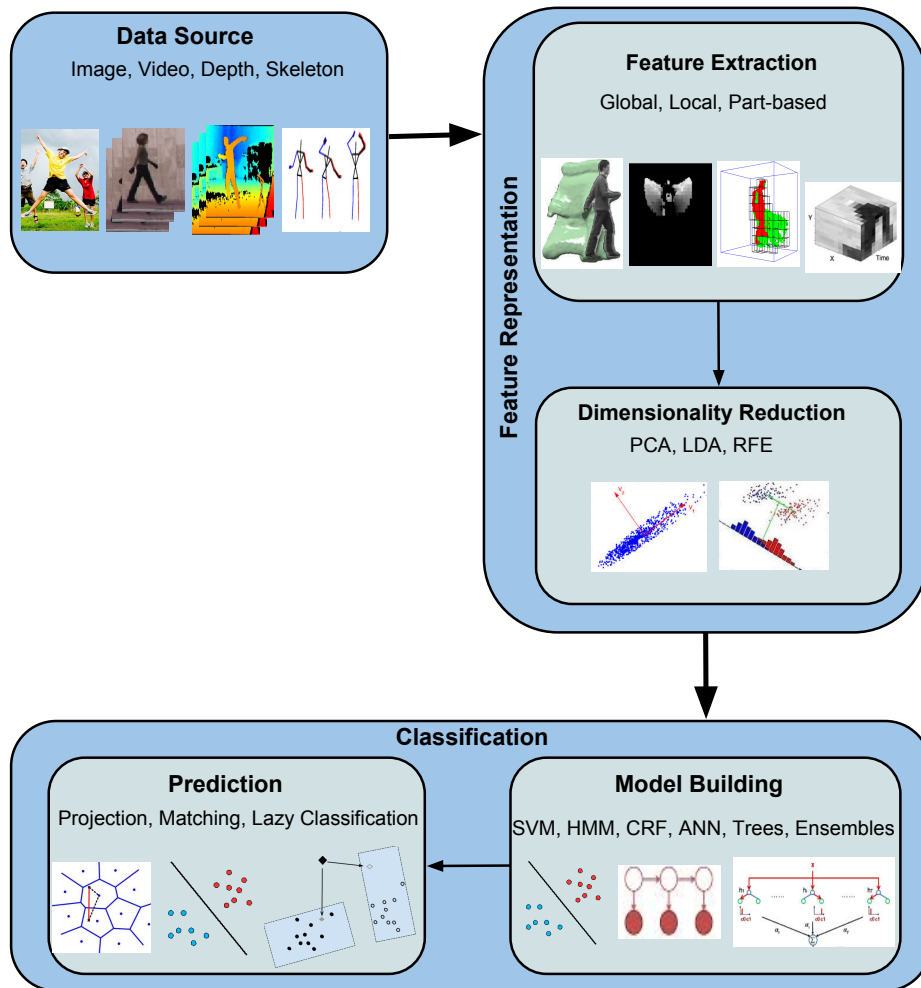 Data Source
Image, Video, Depth, Skeleton
Feature Representation
Feature Extraction
Global, Local, Part-based
Y
X
Time
Dimensionality Reduction
PCA, LDA, RFE
Classification
Prediction
Projection, Matching, Lazy Classification
Model Building
SVM, HMM, CRF, ANN, Trees, Ensembles